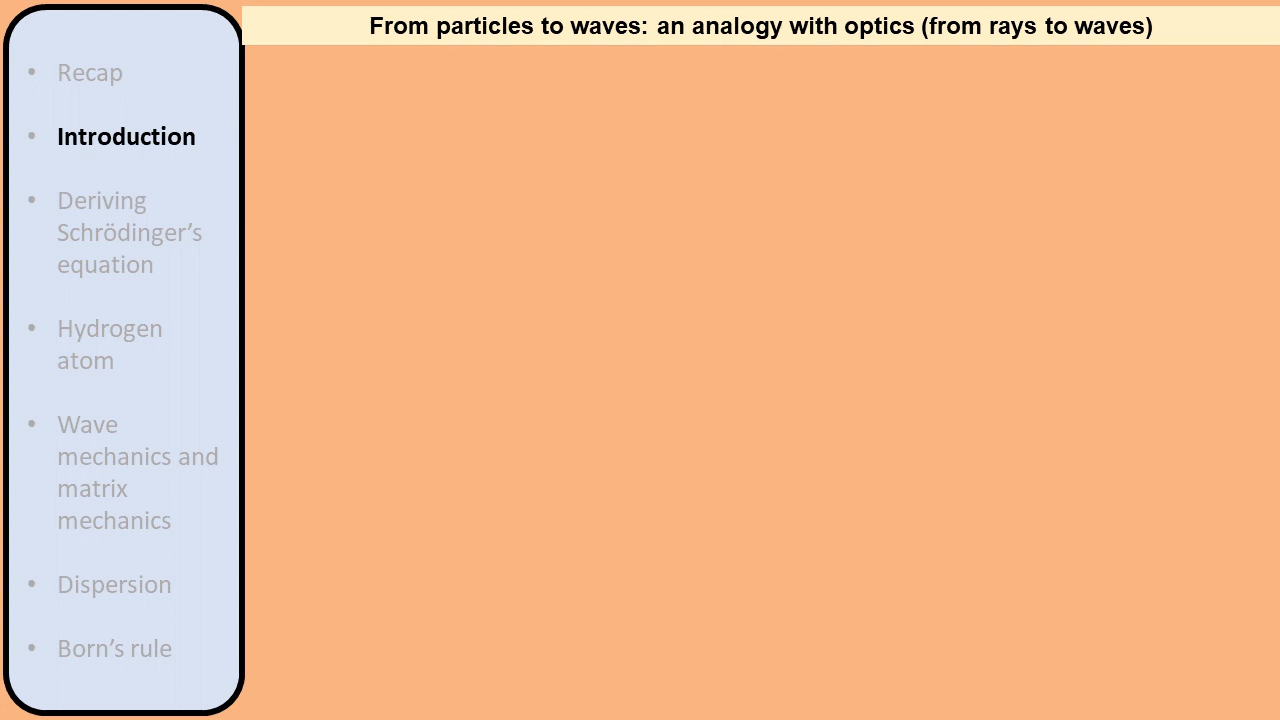 From particles to waves: an analogy with optics (from rays to waves)
• Recap
• Introduction
• Deriving
Schrödinger’s
equation
• Hydrogen
atom
• Wave
mechanics and
matrix
mechanics
• Dispersion
• Born’s rule